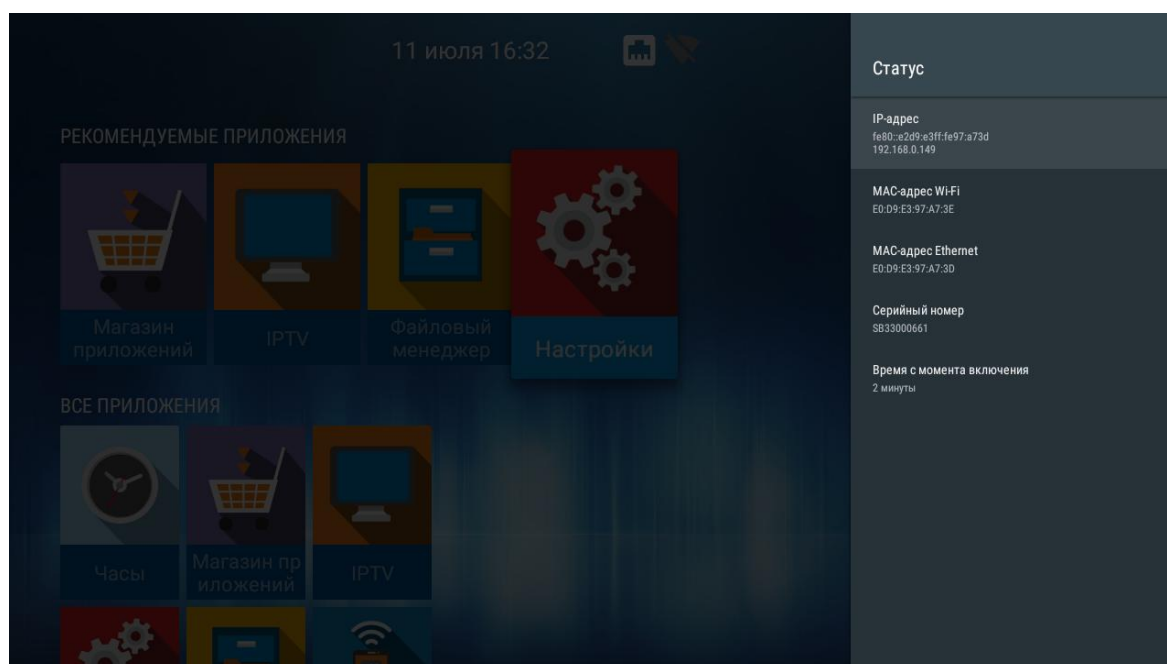 11 июля 16:32
РЕКОМЕНДУЕМЫЕ ПРИЛОЖЕНИЯ
Магазин
приложений
IPTV
Файловый
менеджер
Настройки
ВСЕ ПРИЛОЖЕНИЯ
Часы
Магазин пр
иложений
IPTV
Статус
IP-адрес
fe80::e2d9:e3ff:fe97:a73d
192.168.0.149
MAC-адрес Wi-Fi
E0:D9:E3:97:A7:3E
MAC-адрес Ethernet
E0:D9:E3:97:A7:3D
Серийный номер
SB33000661
Время с момента включения
2 минуты